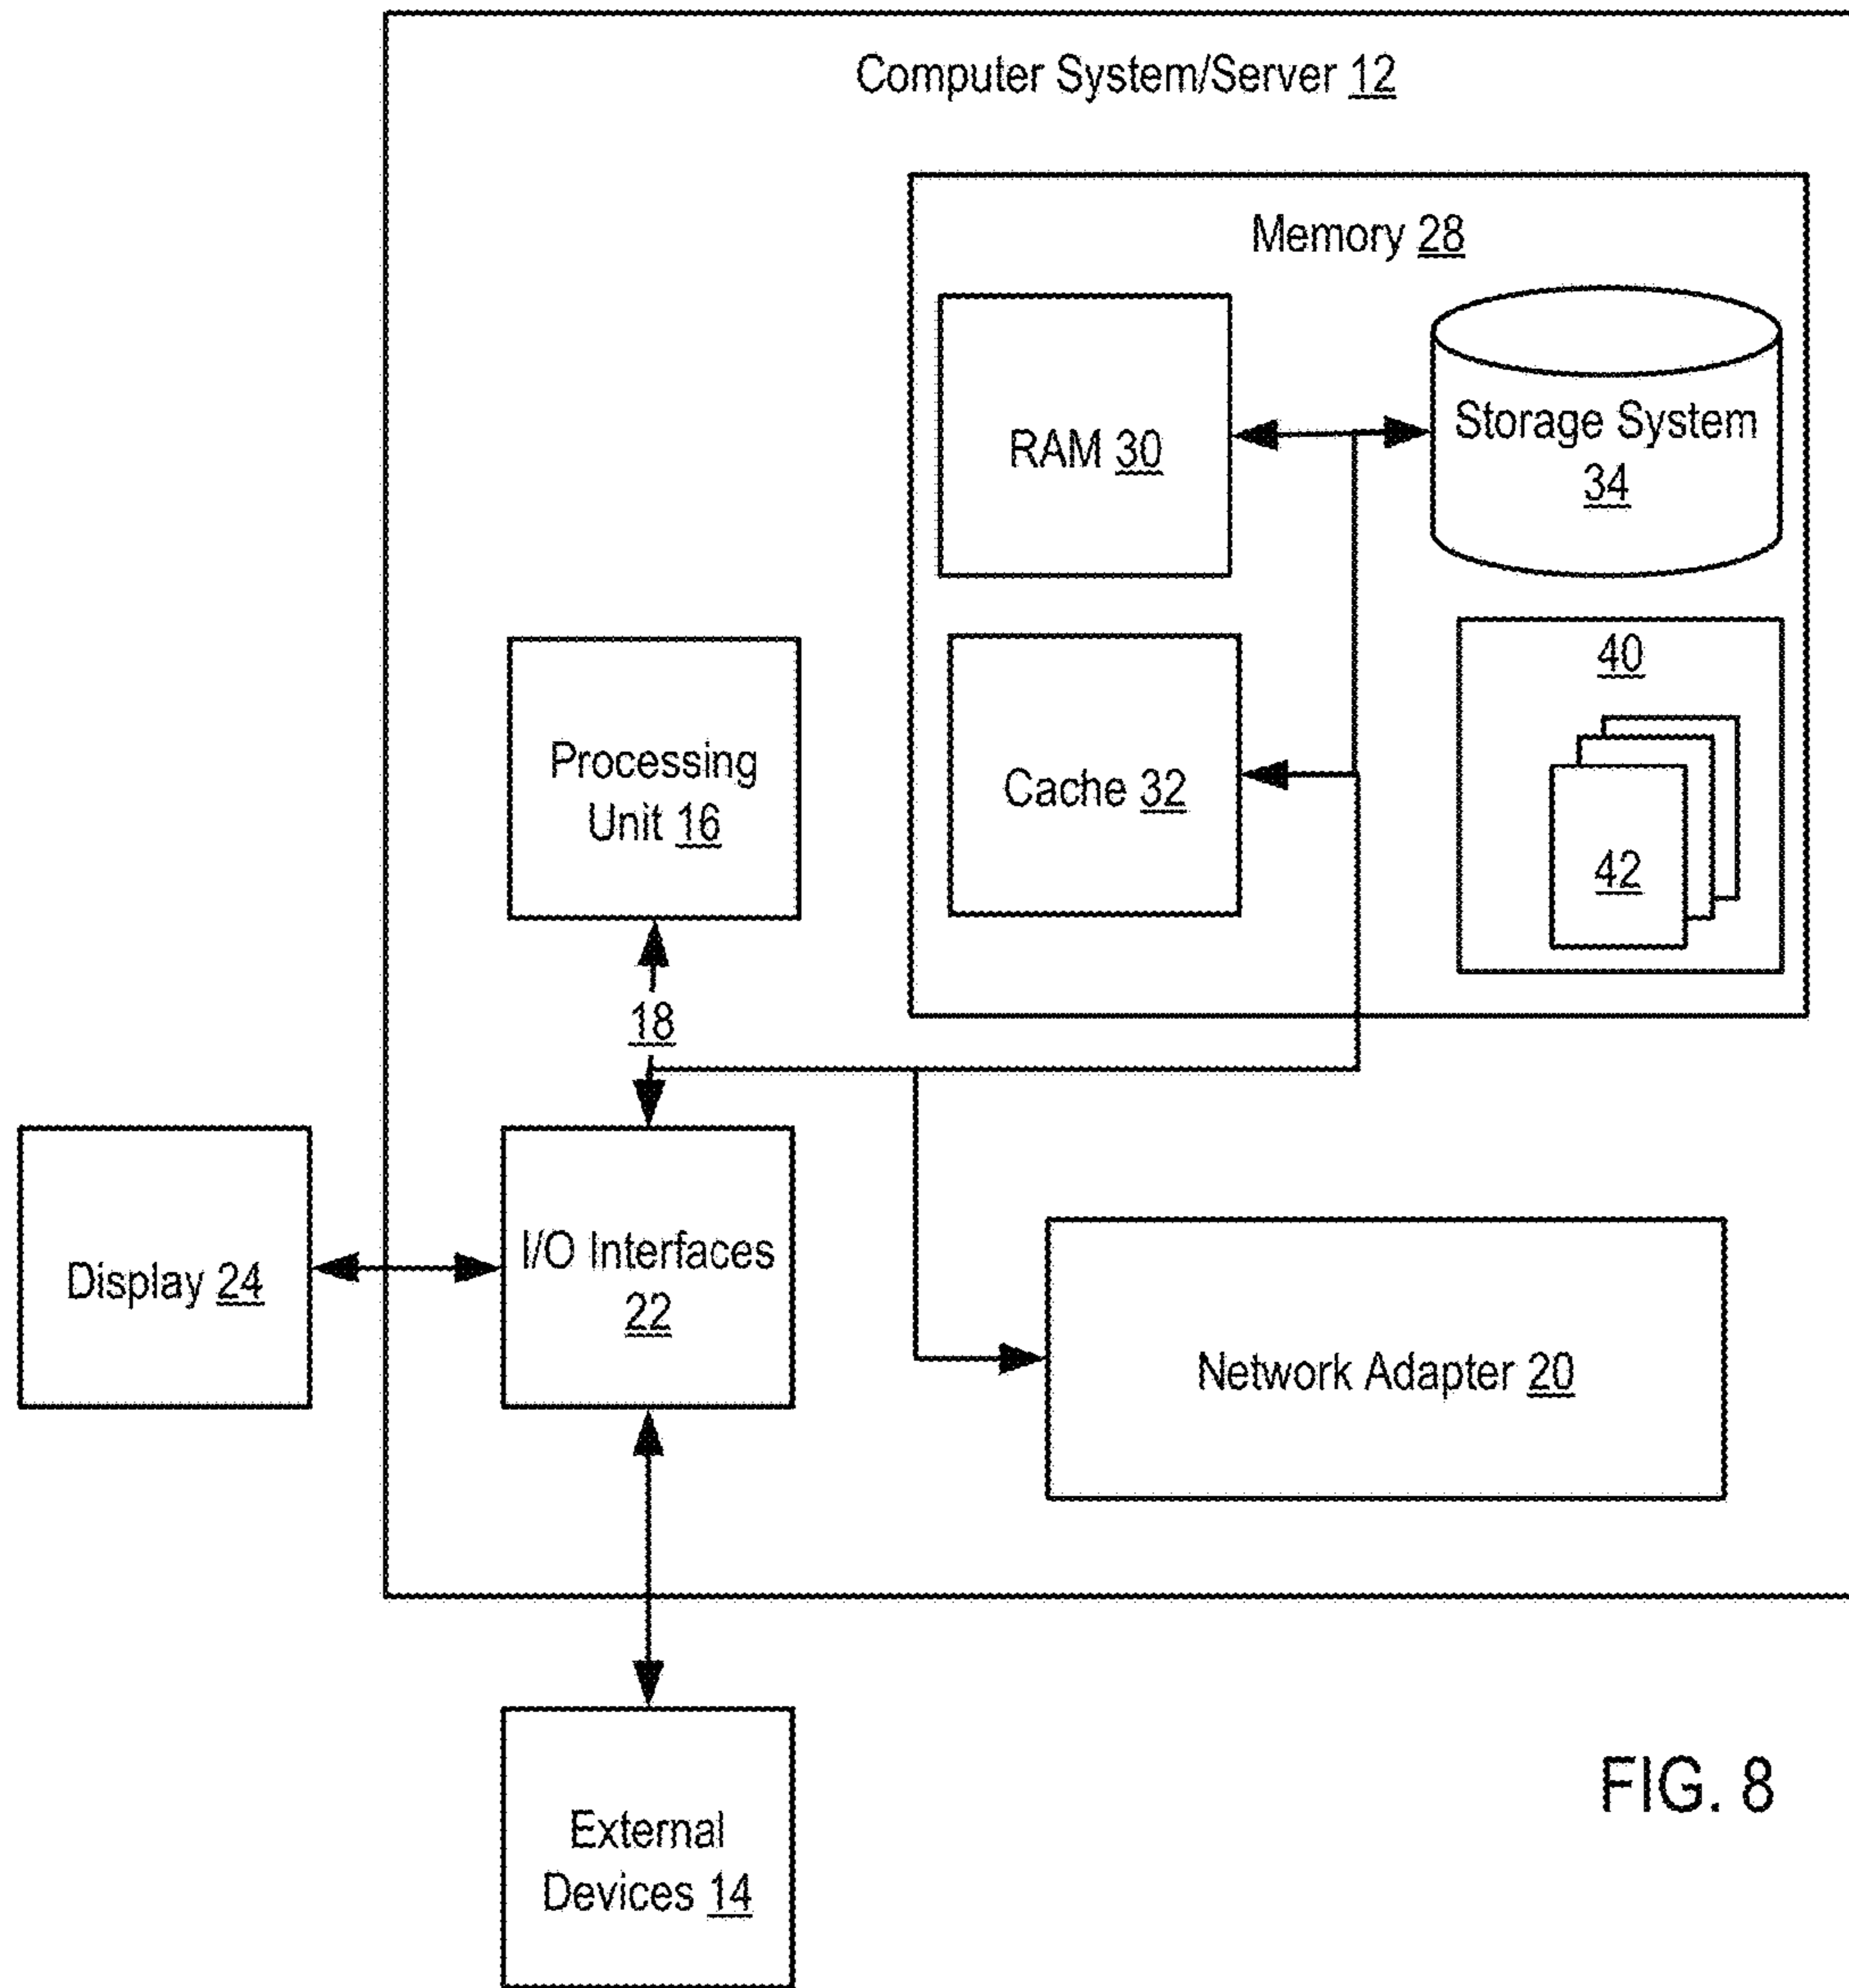 Computer System/Server 12
Memory 28
RAM 30
Storage System
34
Cache 32
40
42
Processing
Unit 16
18
Display 24
I/O Interfaces
22
Network Adapter 20
External
Devices 14
FIG. 8